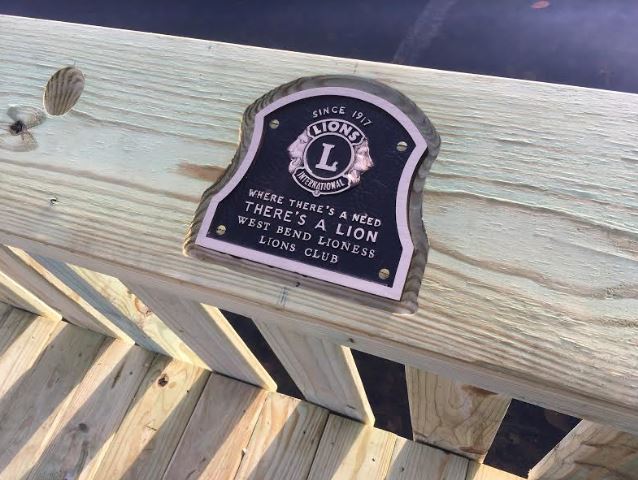 SINCE 1917
LIONS
L
INTERNATIONAL
WHERE THERE'S A NEED
THERE'S A LION
WEST BEND LIONESS
LIONS CLUB